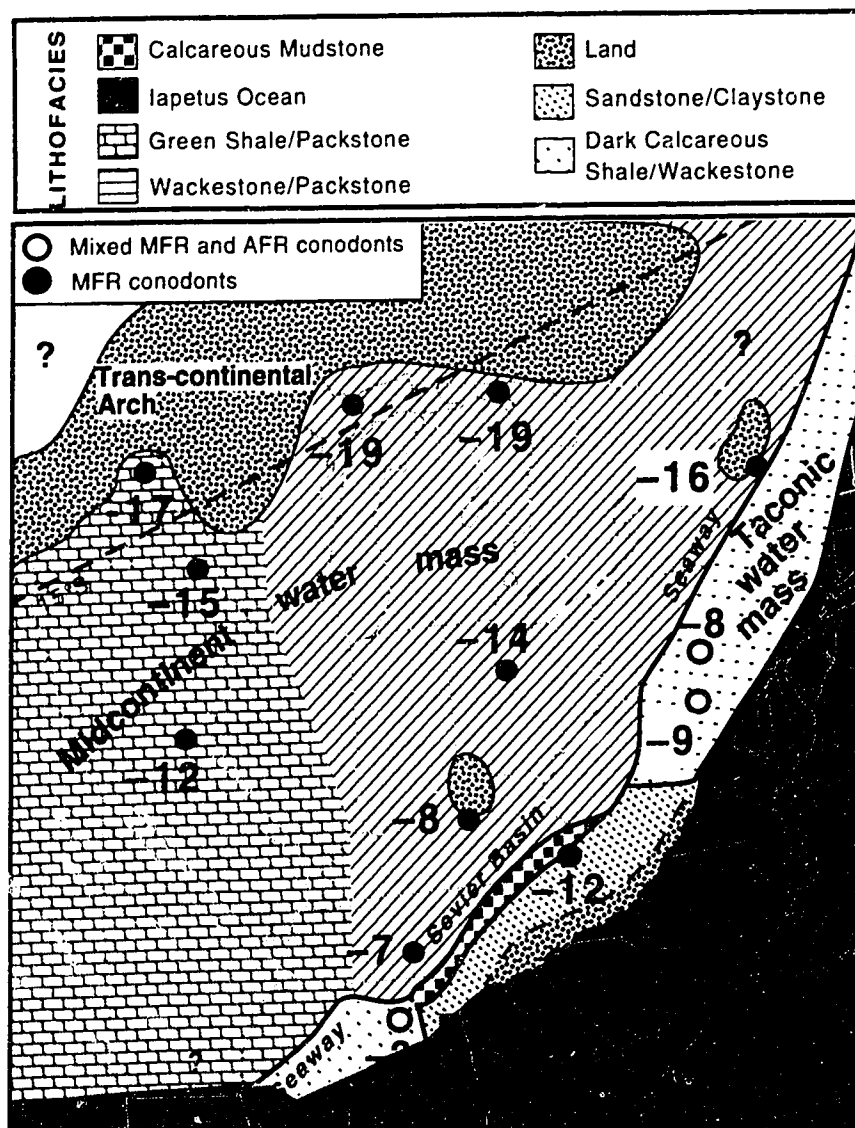 LITHOFACIES
Calcareous Mudstone
Iapetus Ocean
Green Shale/Packstone
Wackestone/Packstone
Land
Sandstone/Claystone
Dark Calcareous
Shale/Wackestone
Mixed MFR and AFR conodonts
MFR conodonts
?
Trans-continental
Arch
?
-19
-19
-16
-17
Taconic
water
mass
Seaway
-15
Midcontinent water mass
-14
-8
-9
-12
-8
Sevier Basin
-12
-7
?
Seaway